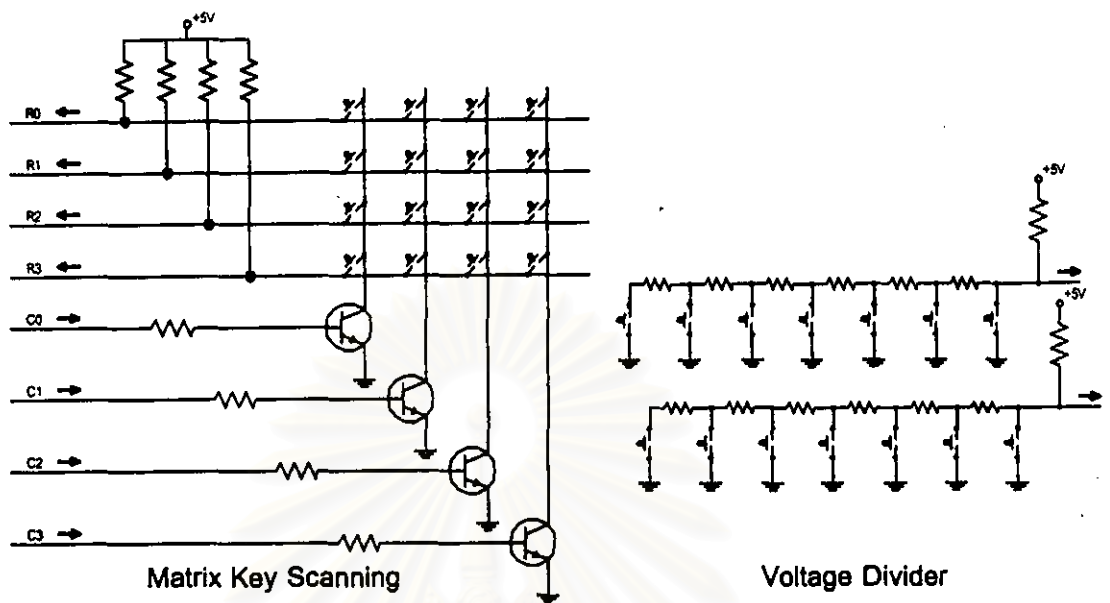 +5V
R0
R1
R2
R3
C0
C1
C2
C3
Matrix Key Scanning
+5V
+5V
Voltage Divider